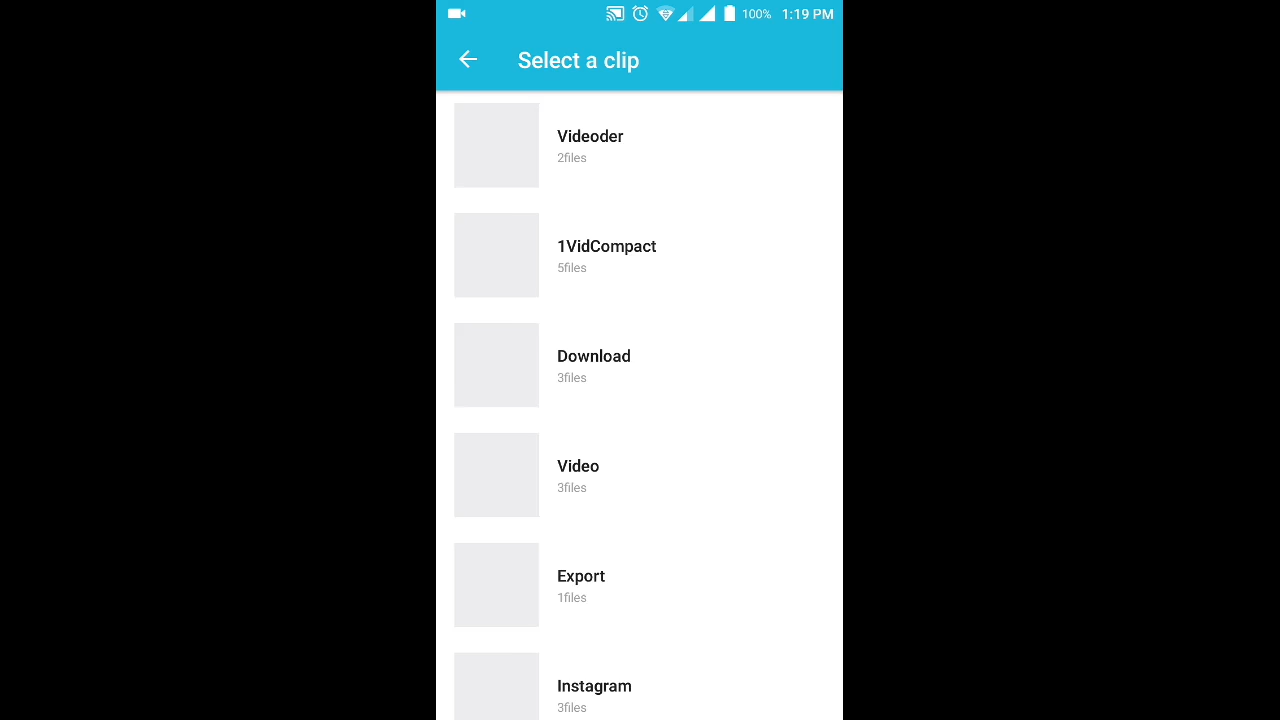 100% 1:19 PM
Select a clip
Videoder
2files
1VidCompact
5files
Download
3files
Video
3files
Export
1files
Instagram
3files